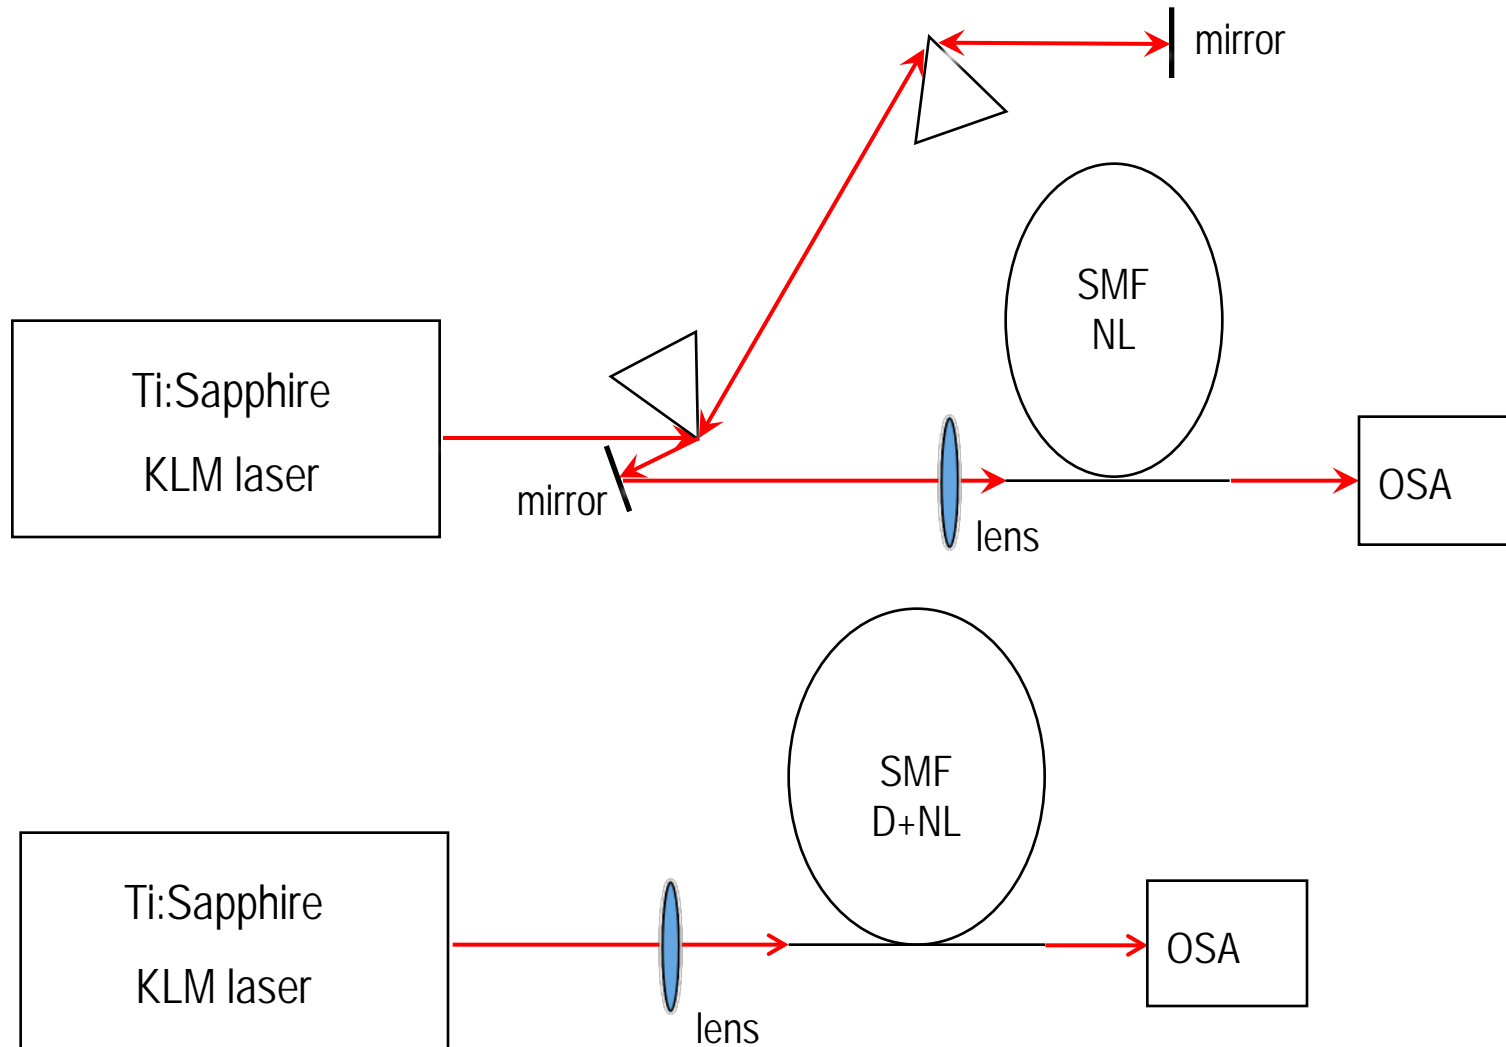 mirror
SMF
NL
Ti:Sapphire
KLM laser
mirror
lens
OSA
SMF
D+NL
Ti:Sapphire
KLM laser
lens
OSA